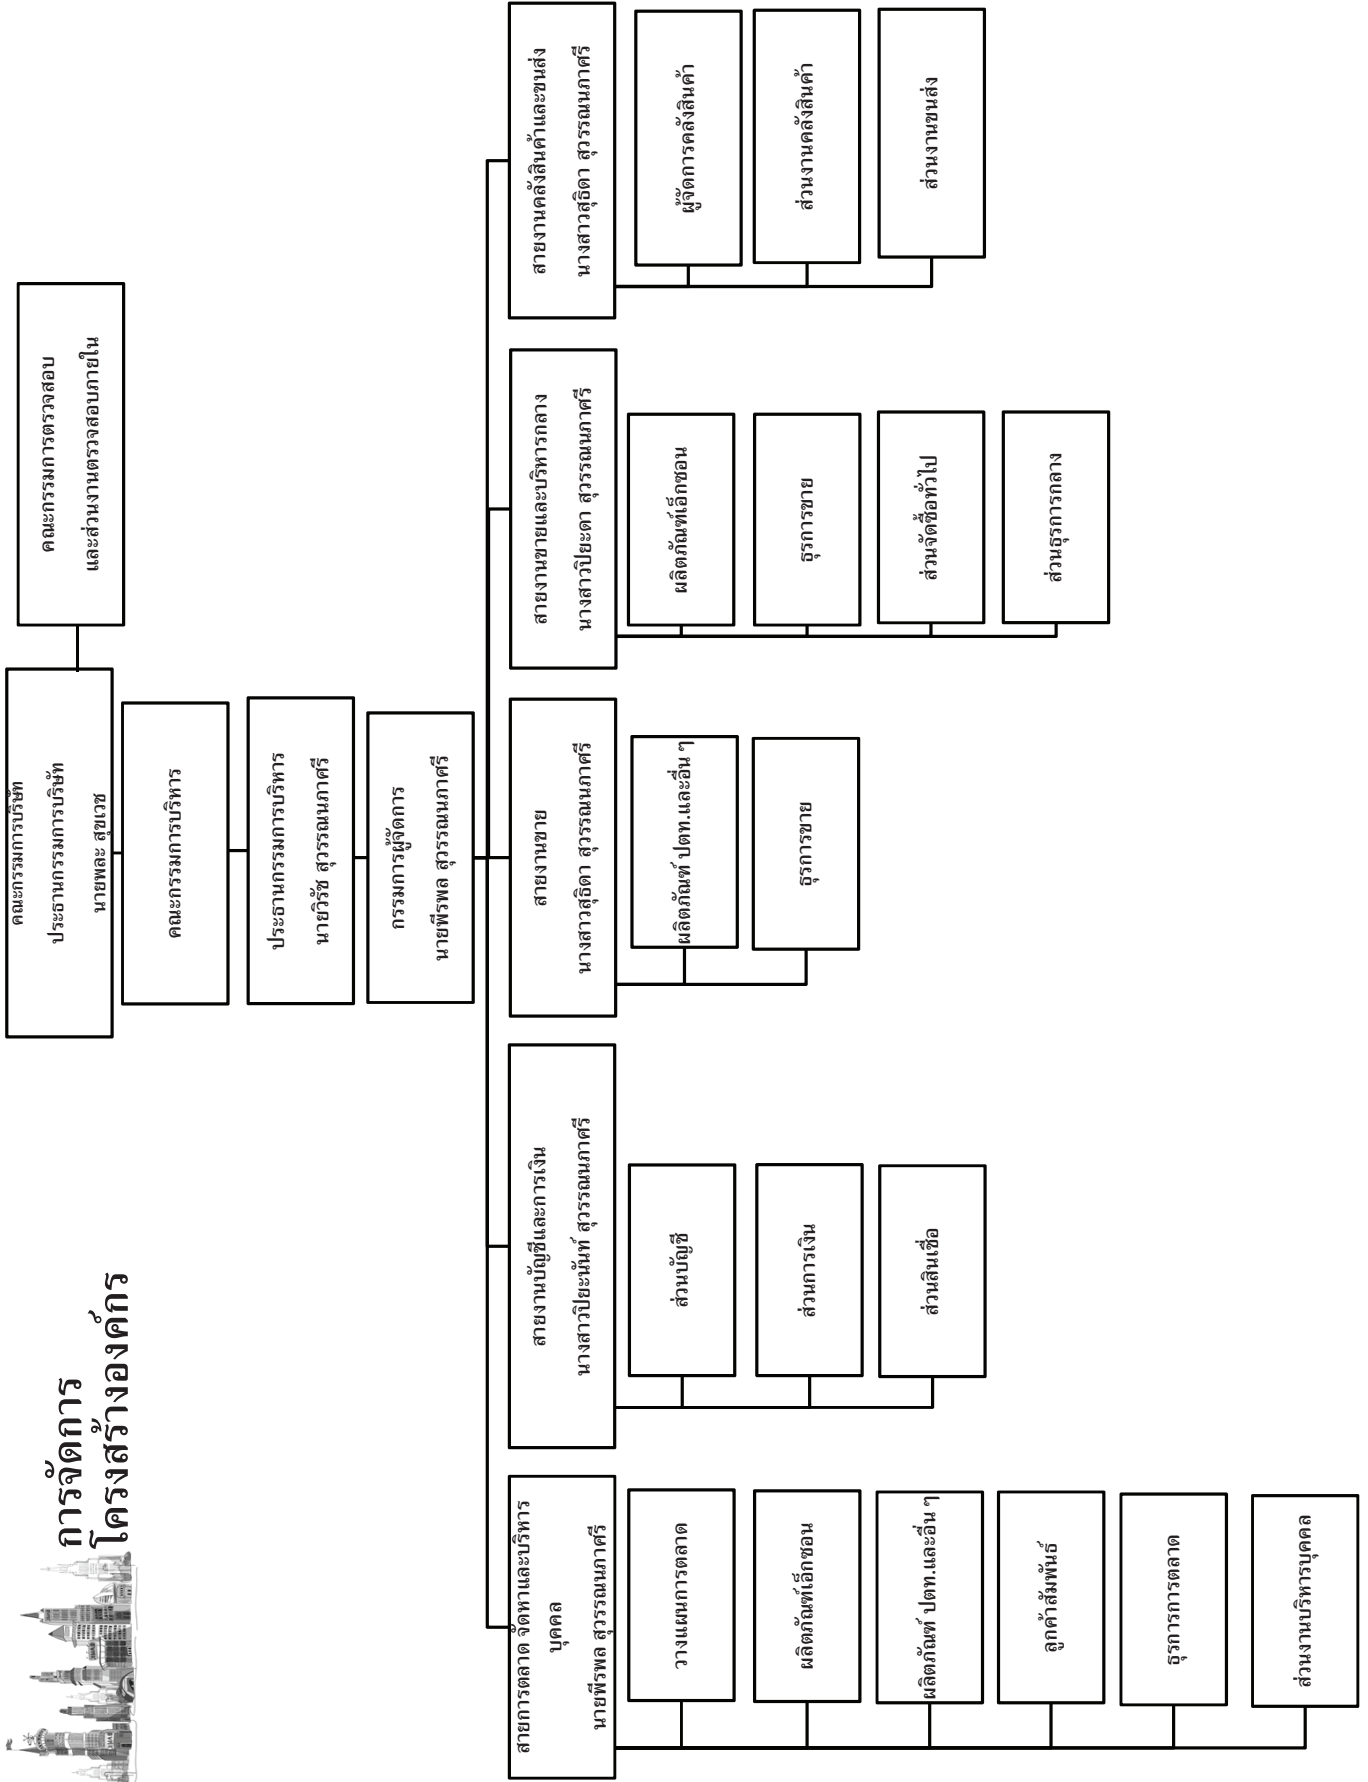 การจัดการ
โครงสร้างองค์กร
คณะกรรมการบริษัท
ประธานกรรมการบริษัท
นายพละ สุขเวช
คณะกรรมการตรวจสอบ
และส่วนงานตรวจสอบภายใน
คณะกรรมการบริหาร
ประธานกรรมการบริหาร
นายวิรัช สุวรรณนภาศรี
กรรมการผู้จัดการ
นายพีรพล สุวรรณนภาศรี
สายการตลาด จัดหาและบริหาร
บุคคล
นายพีรพล สุวรรณนภาศรี
วางแผนการตลาด
ผลิตภัณฑ์เอ็กซอน
ผลิตภัณฑ์ ปตท.และอื่น ๆ
ลูกค้าสัมพันธ์
ธุรการการตลาด
ส่วนงานบริหารบุคคล
สายงานบัญชีและการเงิน
นางสาวปิยะนันท์ สุวรรณนภาศรี
ส่วนบัญชี
ส่วนการเงิน
ส่วนสินเชื่อ
สายงานขาย
นางสาวสุธิดา สุวรรณนภาศรี
ผลิตภัณฑ์ ปตท.และอื่น ๆ
ธุรการขาย
สายงานขายและบริหารกลาง
นางสาวปิยะดา สุวรรณนภาศรี
ผลิตภัณฑ์เอ็กซอน
ธุรการขาย
ส่วนจัดซื้อทั่วไป
ส่วนธุรการกลาง
สายงานคลังสินค้าและขนส่ง
นางสาวสุธิดา สุวรรณนภาศรี
ผู้จัดการคลังสินค้า
ส่วนงานคลังสินค้า
ส่วนงานขนส่ง